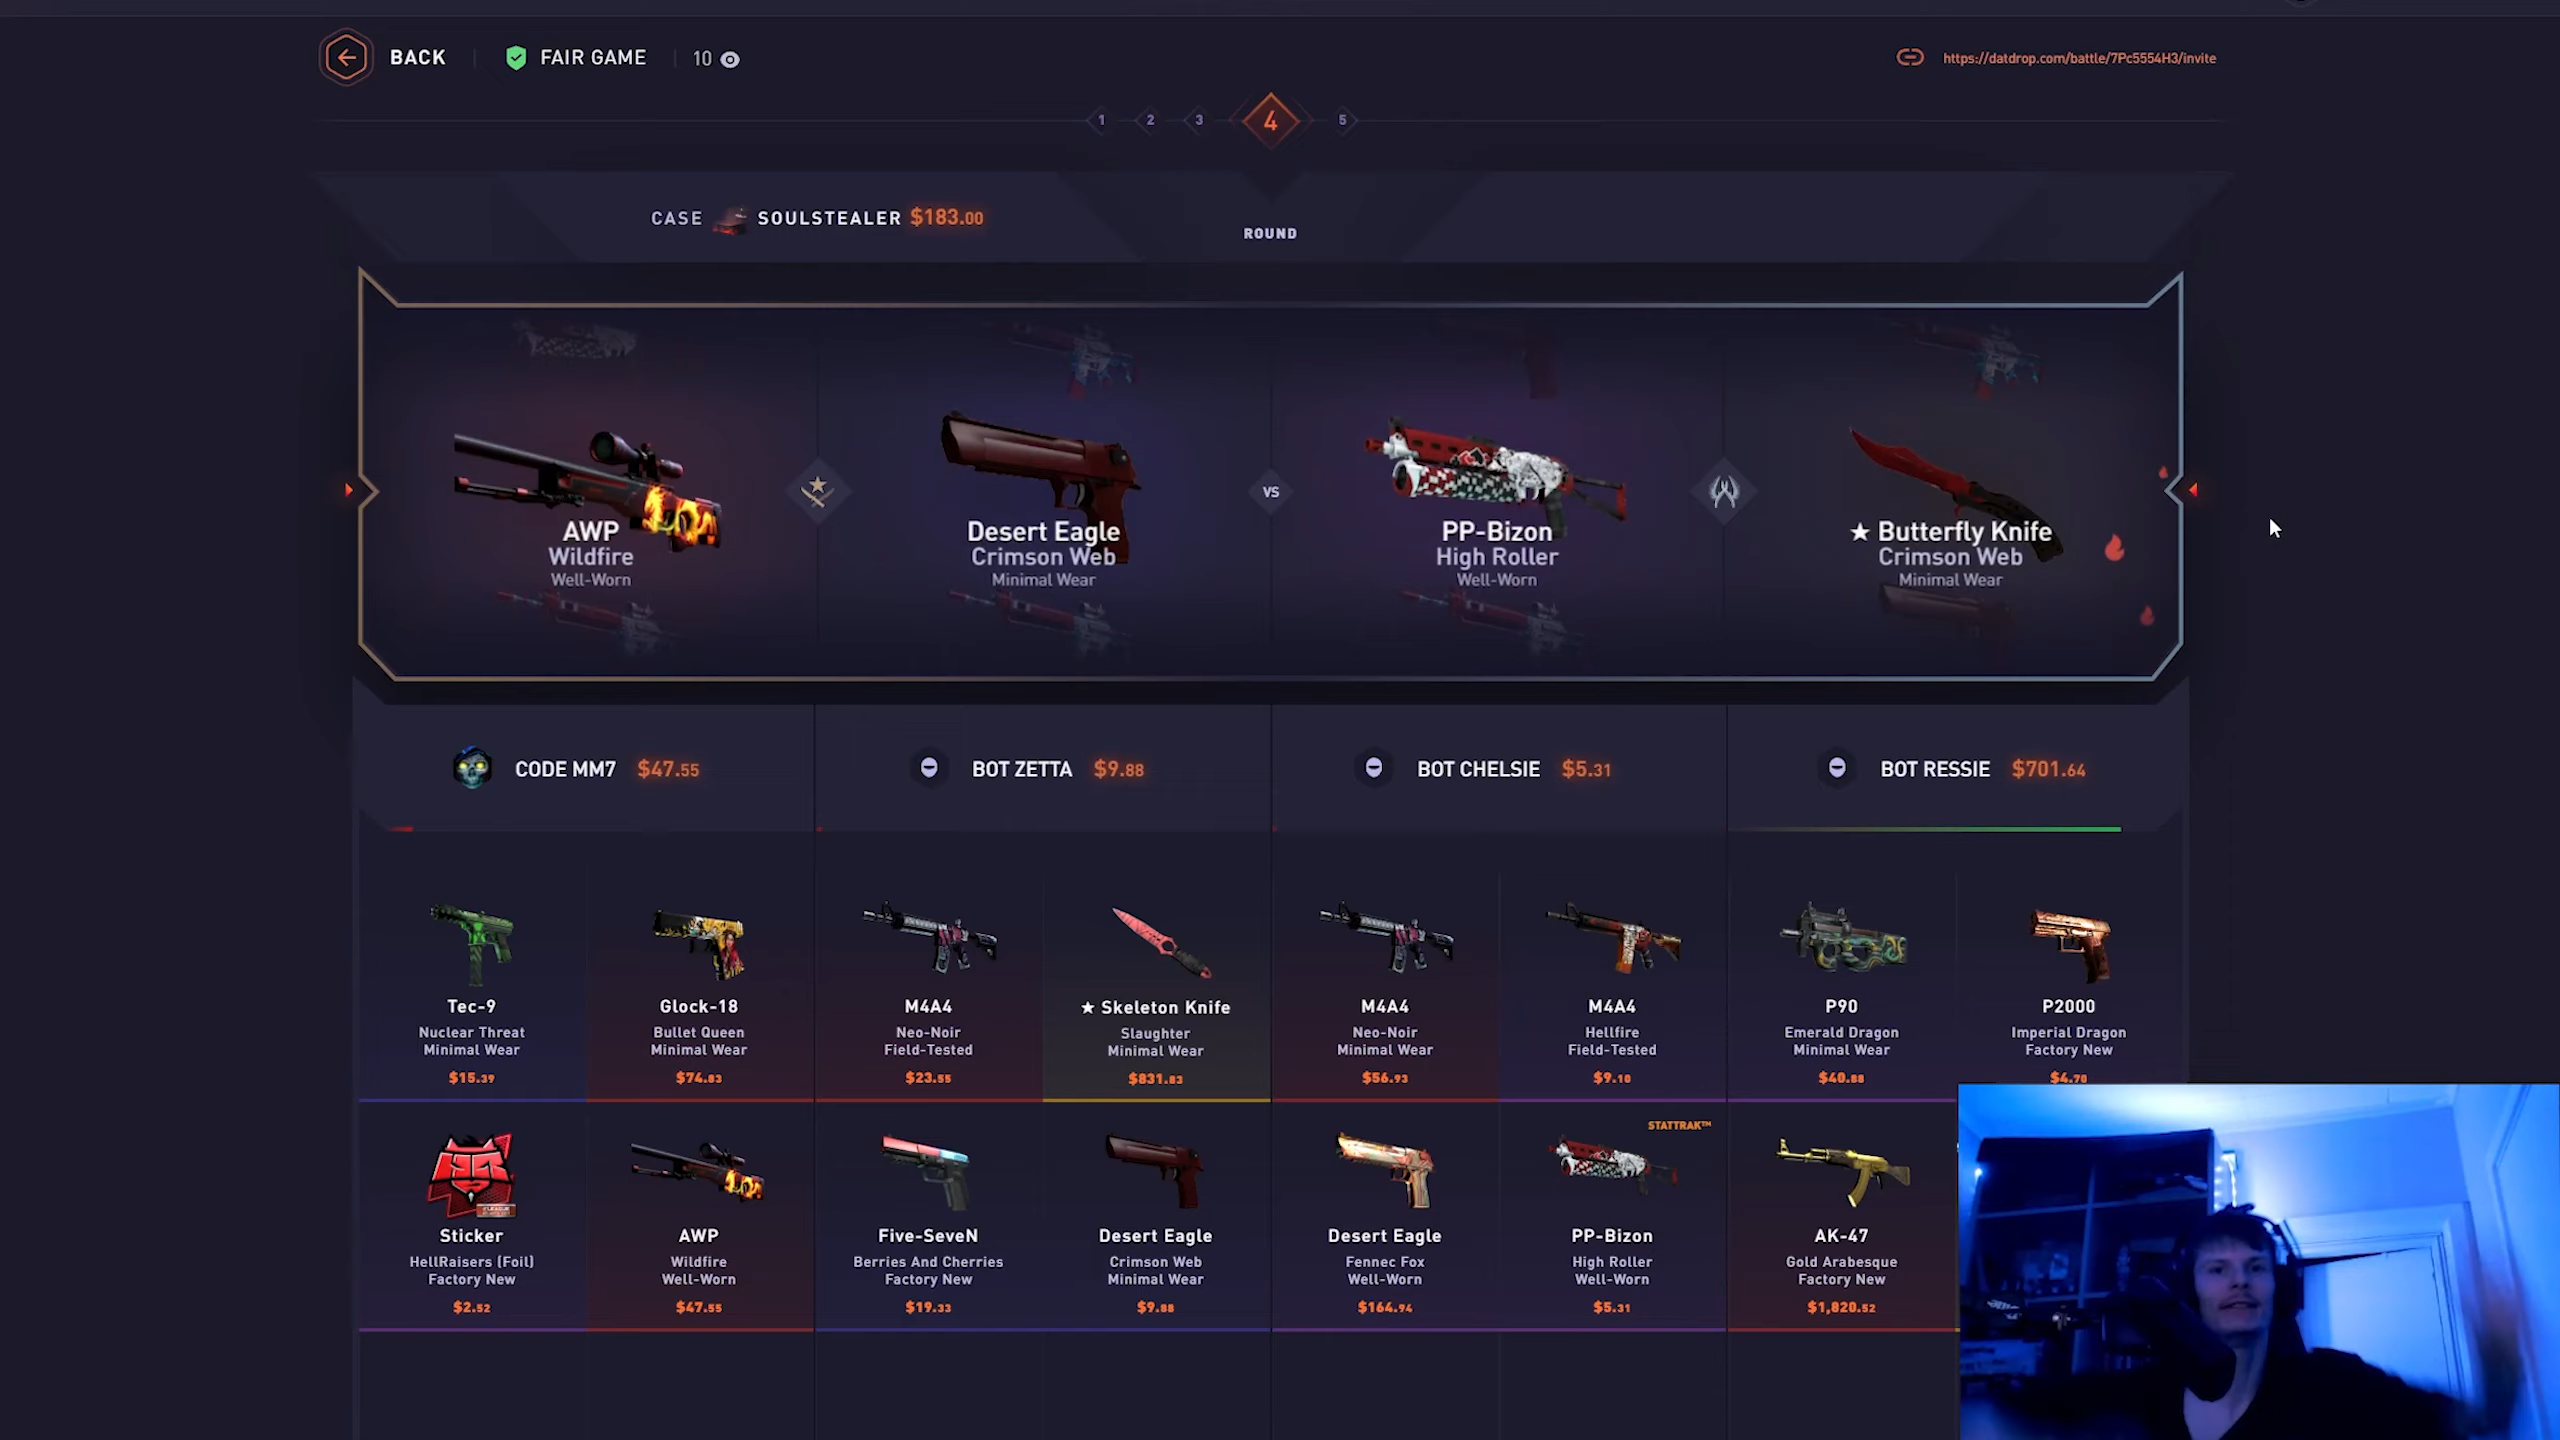 BACK
FAIR GAME
10
https://datdrop.com/battle/7Pc5554H3/invite
1
2
3
4
5
CASE SOULSTEALER $183.00
ROUND
AWP
Wildfire
Well-Worn
Desert Eagle
Crimson Web
Minimal Wear
VS
PP-Bizon
High Roller
Well-Worn
★ Butterfly Knife
Crimson Web
Minimal Wear
CODE MM7 $47.55
BOT ZETTA $9.88
BOT CHELSIE $5.31
BOT RESSIE $701.64
Tec-9
Nuclear Threat
Minimal Wear
$15.39
Glock-18
Bullet Queen
Minimal Wear
$74.83
M4A4
Neo-Noir
Field-Tested
$23.55
★ Skeleton Knife
Slaughter
Minimal Wear
$831.83
M4A4
Neo-Noir
Minimal Wear
$56.93
M4A4
Hellfire
Field-Tested
$9.10
P90
Emerald Dragon
Minimal Wear
$40.88
P2000
Imperial Dragon
Factory New
$4.70
Sticker
HellRaisers (Foil)
Factory New
$2.52
AWP
Wildfire
Well-Worn
$47.55
Five-SeveN
Berries And Cherries
Factory New
$19.33
Desert Eagle
Crimson Web
Minimal Wear
$9.88
Desert Eagle
Fennec Fox
Well-Worn
$164.94
STATTRAK™
PP-Bizon
High Roller
Well-Worn
$5.31
AK-47
Gold Arabesque
Factory New
$1,820.52